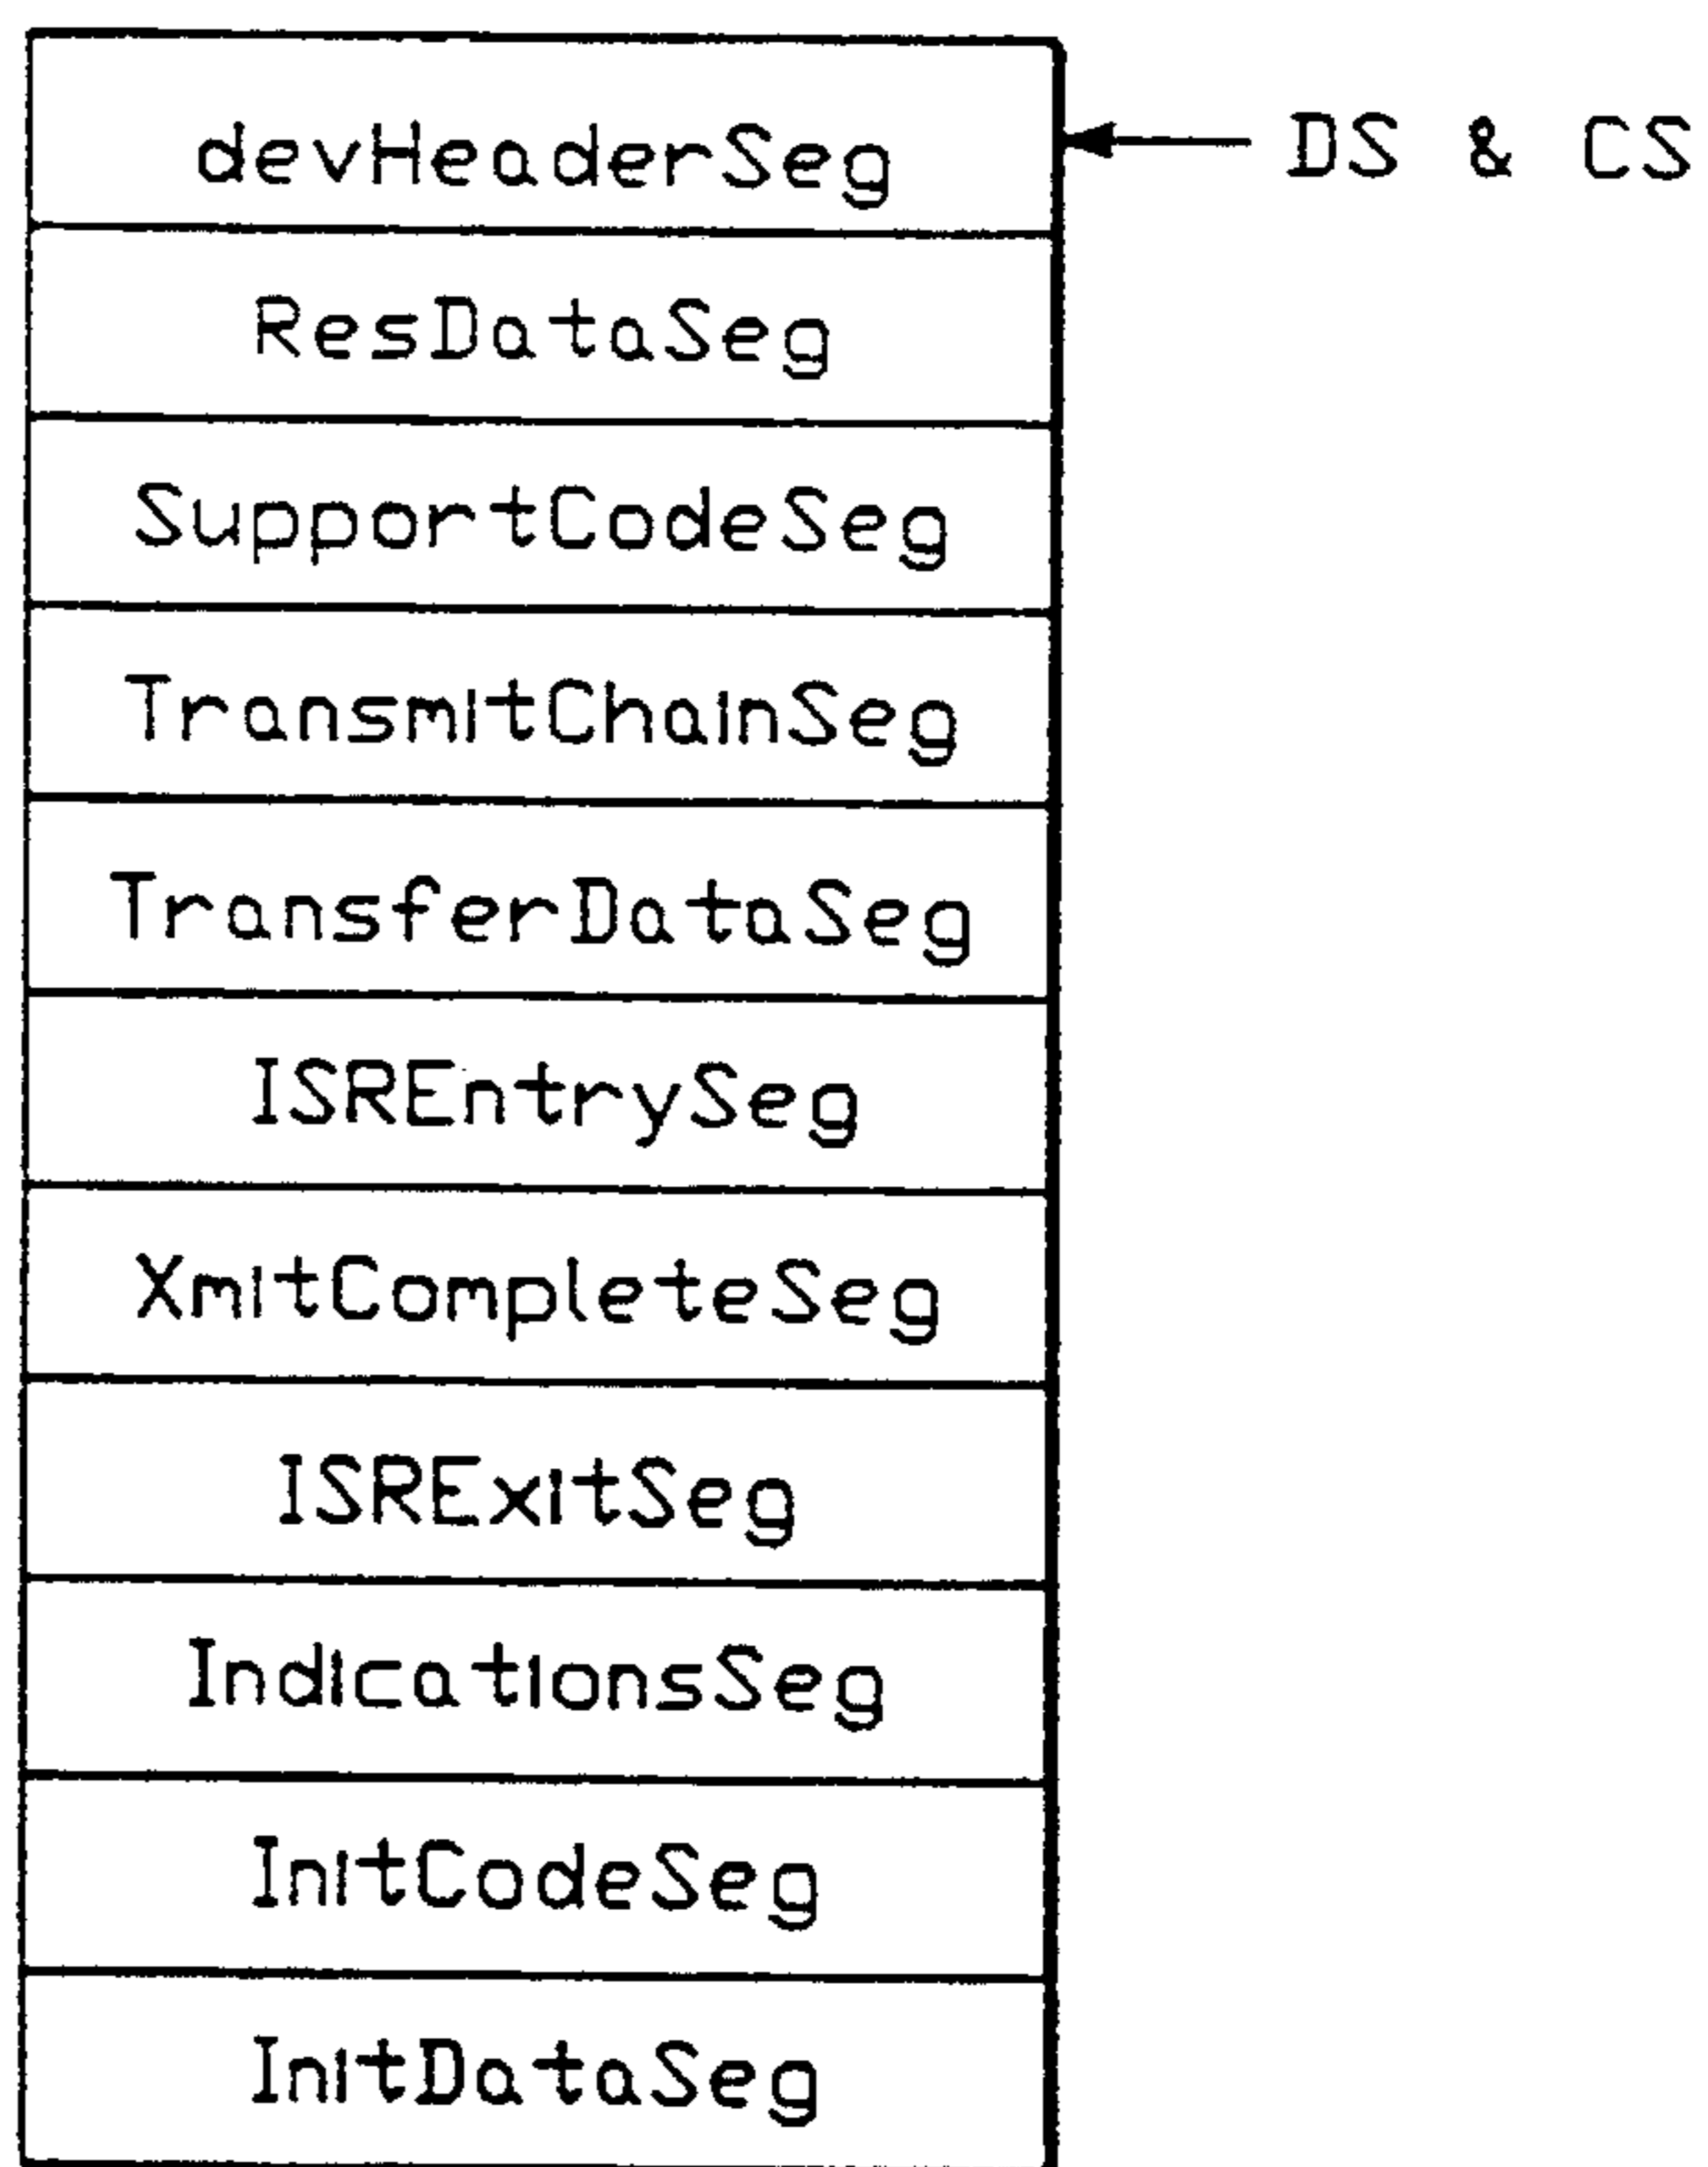 devHeaderSeg
DS & CS
ResDataSeg
SupportCodeSeg
TransmitChainSeg
TransferDataSeg
ISREntrySeg
XmitCompleteSeg
ISRExitSeg
IndicationsSeg
InitCodeSeg
InitDataSeg